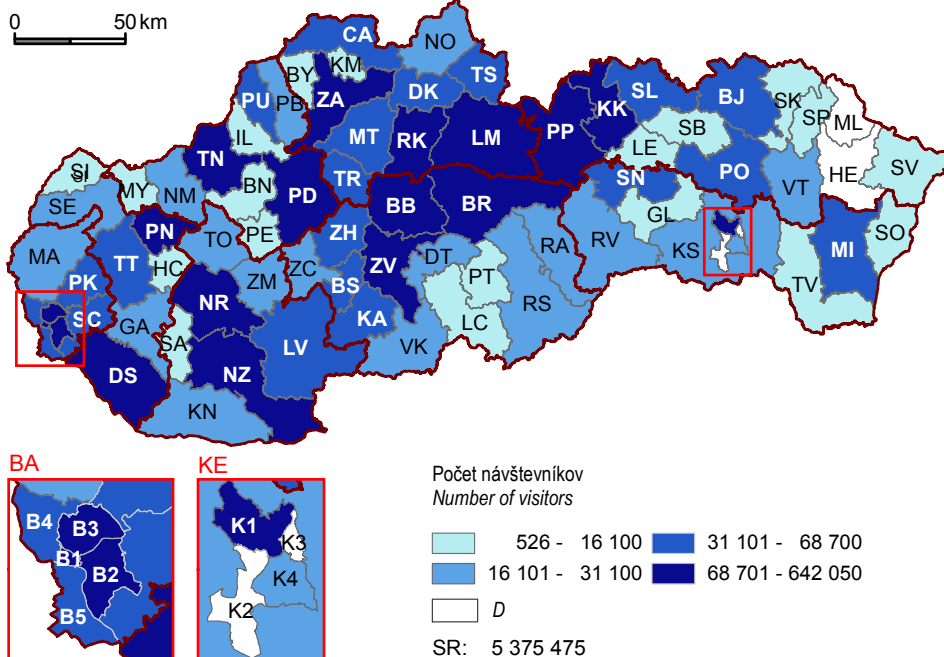 0 50 km
CA NO
BY KM TS
PU PB ZA DK SL BJ
KK SK SP
IL MT RK LM PP SB ML
TN LE
SI MY NM BN PD TR SN PO VT HE SV
SE BB BR GL
PN TO PE ZH RA RV KS SO
MA TT HC ZM ZC ZV DT MI
PK BS PT TV
SC GA NR KA RS
SA LV LC
DS NZ VK
KN
BA KE
B4 B3 K1
B1 B2 K3
K4
B5 K2
Počet návštevníkov
Number of visitors
526 - 16 100 31 101 - 68 700
16 101 - 31 100 68 701 - 642 050
D
SR: 5 375 475